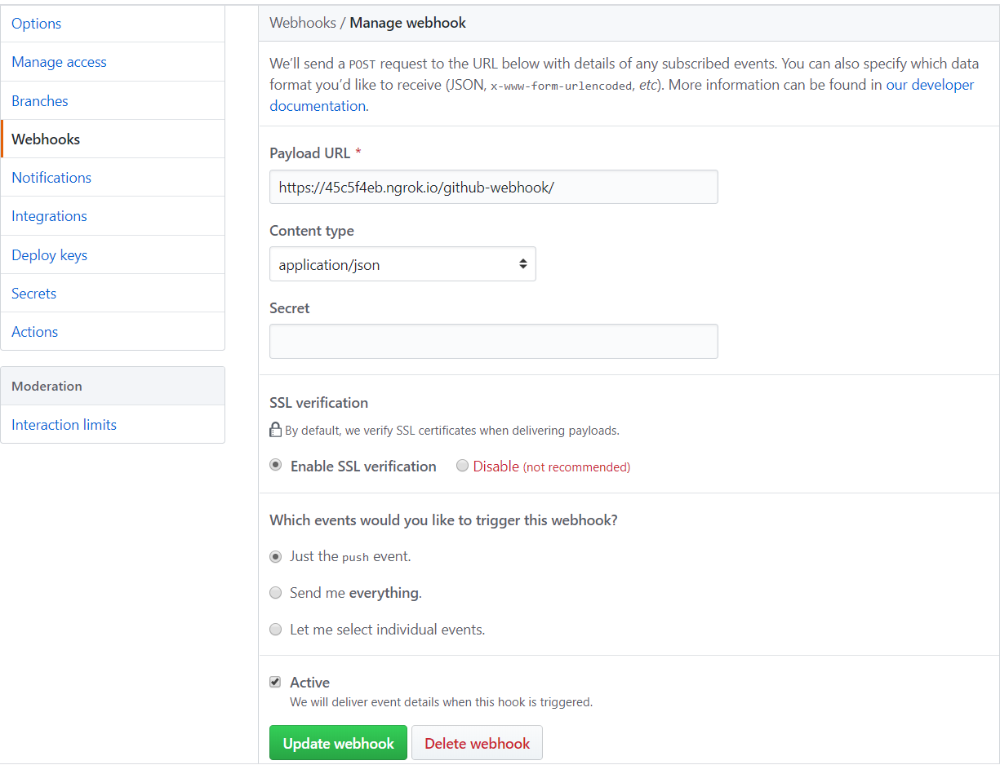 Options
Manage access
Branches
Webhooks
Notifications
Integrations
Deploy keys
Secrets
Actions
Moderation
Interaction limits
Webhooks / Manage webhook
We’ll send a POST request to the URL below with details of any subscribed events. You can also specify which data
format you’d like to receive (JSON, x-www-form-urlencoded, etc). More information can be found in our developer
documentation.
Payload URL *
https://45c5f4eb.ngrok.io/github-webhook/
Content type
application/json
Secret
SSL verification
By default, we verify SSL certificates when delivering payloads.
Enable SSL verification Disable (not recommended)
Which events would you like to trigger this webhook?
Just the push event.
Send me everything.
Let me select individual events.
Active
We will deliver event details when this hook is triggered.
Update webhook Delete webhook